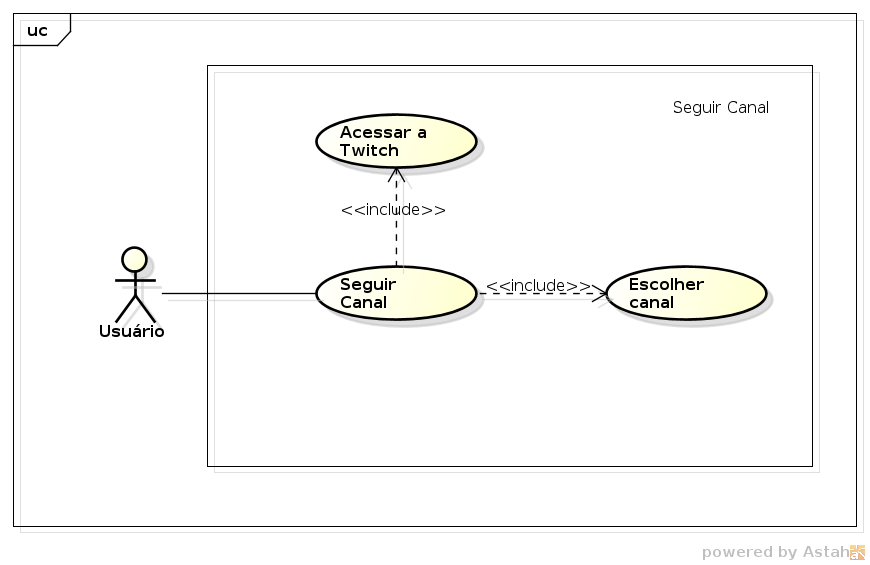 uc
Seguir Canal
Acessar a
Twitch
<<include>>
Seguir
Canal
<<include>>
Escolher
canal
Usuário
powered by Astah